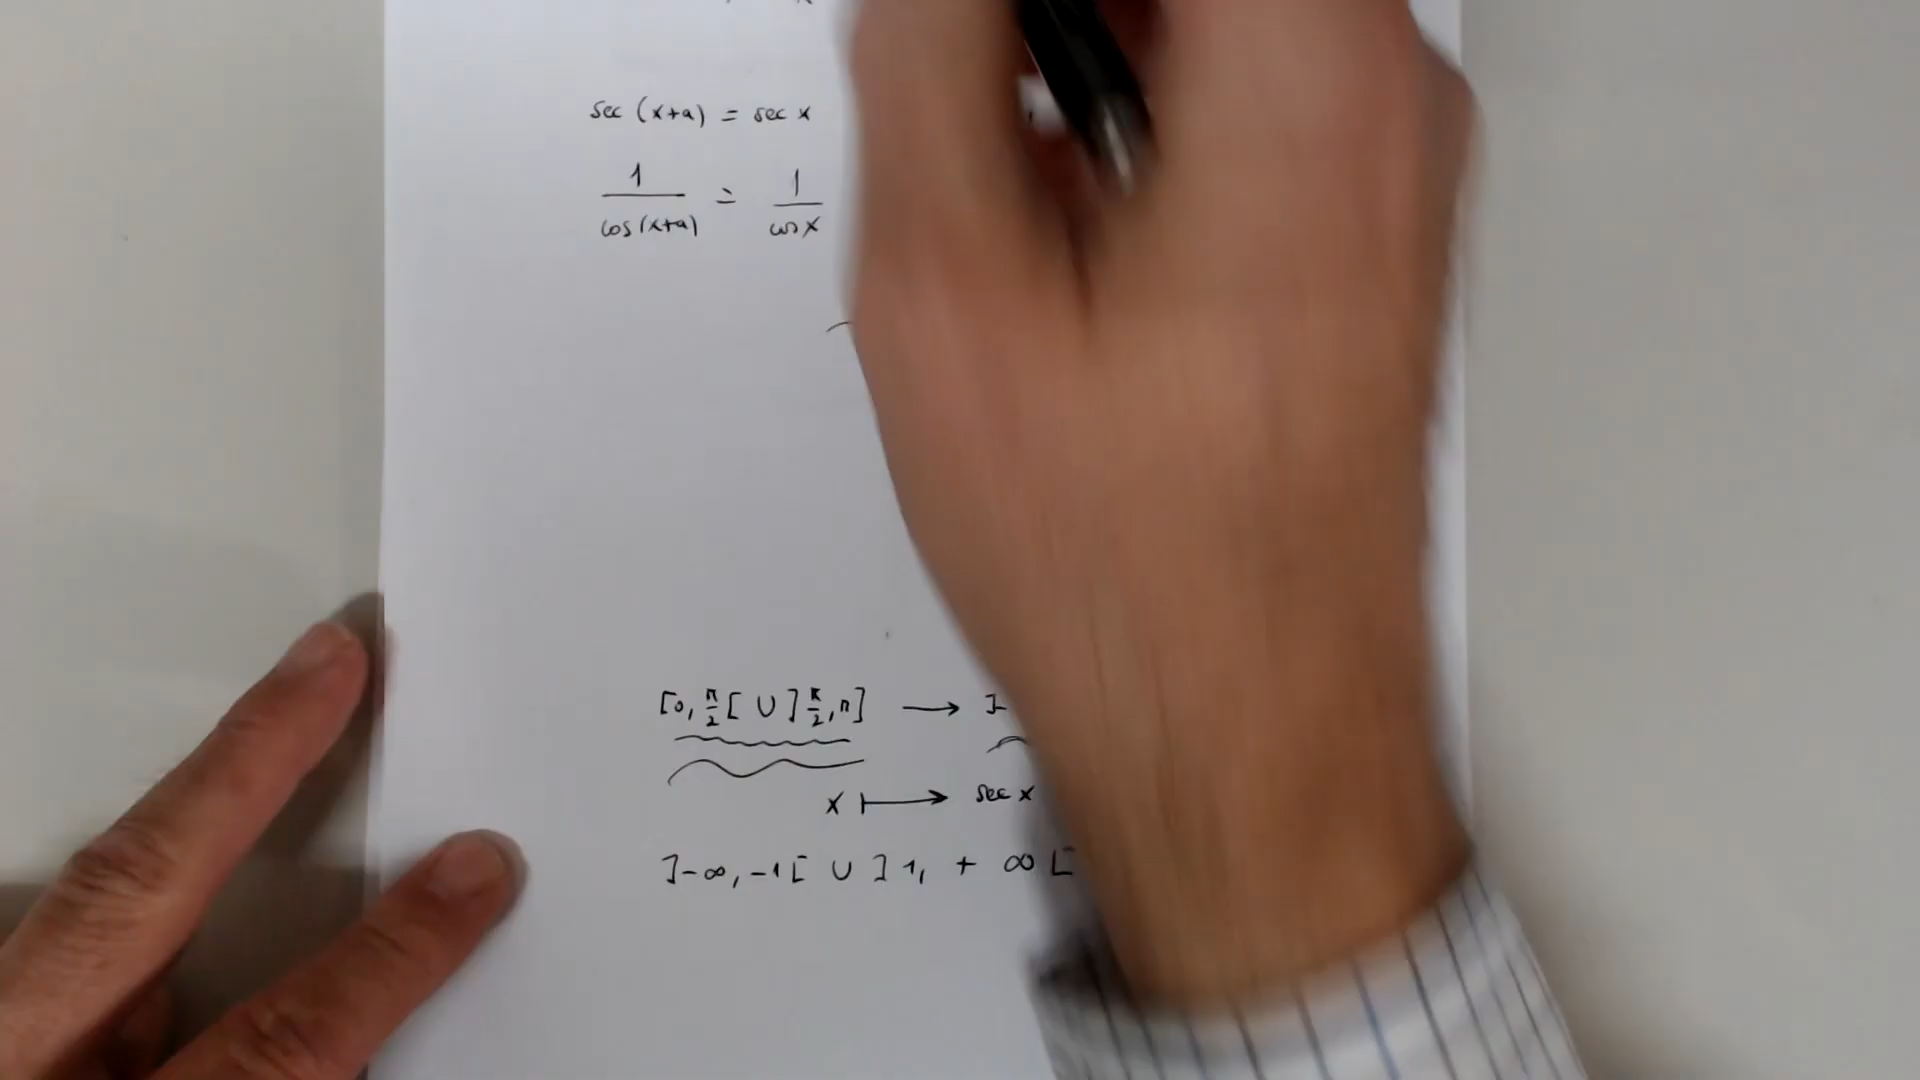 sec (x+a) = sec x
1/cos(x+a) = 1/cos x
[0, π/2[ ∪ ]π/2, π] → ]-
x ↦ sec x
]-∞, -1[ ∪ ]1, +∞[